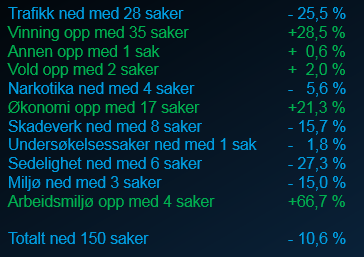 Trafikk ned med 28 saker - 25,5 %
Vinning opp med 35 saker +28,5 %
Annen opp med 1 sak + 0,6 %
Vold opp med 2 saker + 2,0 %
Narkotika ned med 4 saker - 5,6 %
Økonomi opp med 17 saker +21,3 %
Skadeverk ned med 8 saker - 15,7 %
Undersøkelsessaker ned med 1 sak - 1,8 %
Sedelighet ned med 6 saker - 27,3 %
Miljø ned med 3 saker - 15,0 %
Arbeidsmiljø opp med 4 saker +66,7 %
Totalt ned 150 saker - 10,6 %